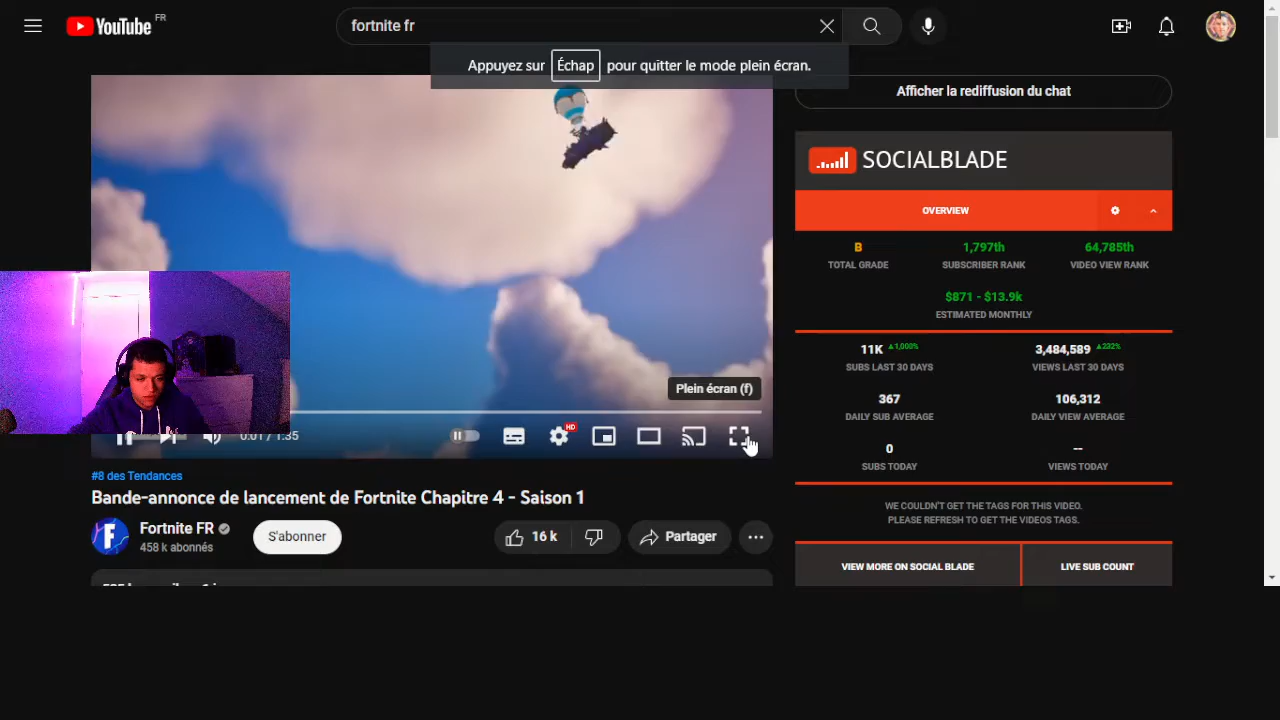 YouTube FR
fortnite fr
Appuyez sur Échap pour quitter le mode plein écran.
Afficher la rediffusion du chat
SOCIALBLADE
OVERVIEW
B 1,797th 64,785th
TOTAL GRADE SUBSCRIBER RANK VIDEO VIEW RANK
$871 - $13.9k
ESTIMATED MONTHLY
11K ▲1,000% 3,484,589 ▲232%
SUBS LAST 30 DAYS VIEWS LAST 30 DAYS
367 106,312
DAILY SUB AVERAGE DAILY VIEW AVERAGE
0 --
SUBS TODAY VIEWS TODAY
WE COULDN'T GET THE TAGS FOR THIS VIDEO.
PLEASE REFRESH TO GET THE VIDEOS TAGS.
VIEW MORE ON SOCIAL BLADE LIVE SUB COUNT
Plein écran (f)
0:01 / 1:35 HD
#8 des Tendances
Bande-annonce de lancement de Fortnite Chapitre 4 - Saison 1
Fortnite FR
458 k abonnés
S'abonner
16 k
Partager